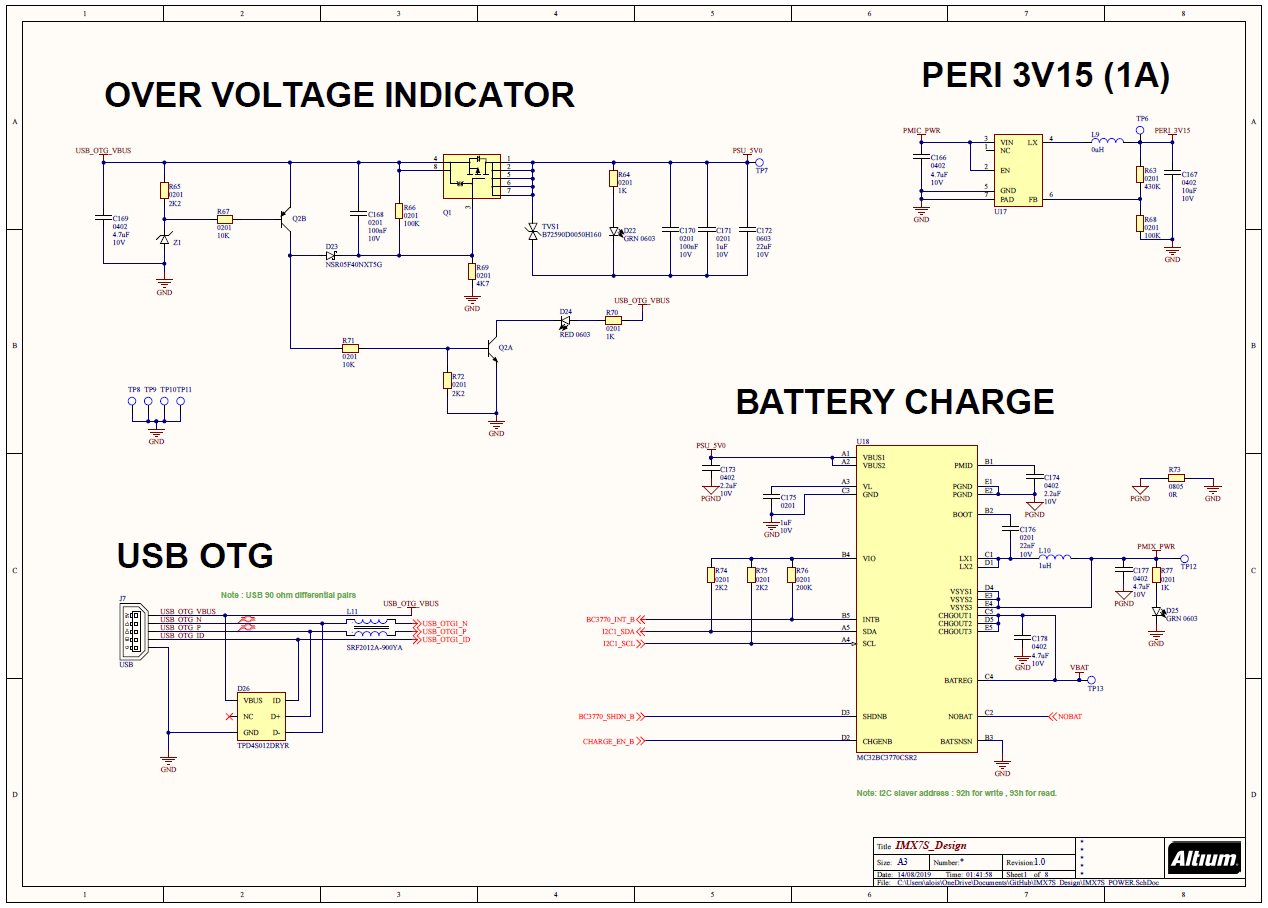 1 2 3 4 5 6 7 8
A
B
C
D
OVER VOLTAGE INDICATOR
USB_OTG_VBUS
C169
0402
4.7uF
10V
R65
0201
2K2
Z1
GND
R67
0201
10K
Q2B
D23
NSR05F40NXT5G
C168
0201
100nF
10V
R66
0201
100K
4
8
Q1
3
1
2
5
6
7
R69
0201
4K7
GND
TVS1
B72590D0050H160
R64
0201
1K
D22
GRN 0603
C170
0201
100nF
10V
C171
0201
1uF
10V
C172
0603
22uF
10V
PSU_5V0
TP7
R71
0201
10K
R72
0201
2K2
Q2A
GND
D24
RED 0603
R70
0201
1K
USB_OTG_VBUS
TP8 TP9 TP10TP11
GND
PERI 3V15 (1A)
PMIC_PWR
C166
0402
4.7uF
10V
GND
3 VIN LX 4
1 NC
2 EN
5 GND
7 PAD FB 6
U17
L9
0uH
TP6
PERI_3V15
R63
0201
430K
R68
0201
100K
C167
0402
10uF
10V
GND
BATTERY CHARGE
PSU_5V0
C173
0402
2.2uF
10V
PGND
C175
0201
1uF
10V
GND
R74
0201
2K2
R75
0201
2K2
R76
0201
200K
BC3770_INT_B
I2C1_SDA
I2C1_SCL
BC3770_SHDN_B
CHARGE_EN_B
U18
A1 VBUS1
A2 VBUS2
A3 VL
C3 GND
B4 VIO
B5 INTB
A5 SDA
A4 SCL
D3 SHDNB
D2 CHGENB
PMID B1
PGND E1
PGND E2
BOOT B2
LX1 C1
LX2 D1
VSYS1 D4
VSYS2 E3
VSYS3 E4
CHGOUT1 C5
CHGOUT2 D5
CHGOUT3 E5
BATREG C4
NOBAT C2
BATSNSN B3
MC32BC3770CSR2
C174
0402
2.2uF
10V
PGND
C176
0201
22nF
10V
L10
1uH
PMIX_PWR
TP12
C177
0402
4.7uF
10V
PGND
R77
0201
1K
D25
GRN 0603
GND
C178
0402
4.7uF
10V
GND
VBAT
TP13
NOBAT
GND
R73
0805
0R
PGND
GND
Note: I2C slaver address : 92h for write , 93h for read.
USB OTG
Note : USB 90 ohm differential pairs
J7
USB
USB_OTG_VBUS
USB_OTG_N
USB_OTG_P
USB_OTG_ID
L11
SRF2012A-900YA
USB_OTG_VBUS
USB_OTG1_N
USB_OTG1_P
USB_OTG1_ID
D26
VBUS ID
NC D+
GND D-
TPD4S012DRYR
GND
Title IMX7S_Design
Size: A3 Number:* Revision:1.0
Date: 14/08/2019 Time: 01:41:58 Sheet1 of 8
File: C:\Users\alois\OneDrive\Documents\GitHub\IMX7S_Design\IMX7S_POWER.SchDoc
*
*
*
*
*
Altium
A
B
C
D
1 2 3 4 5 6 7 8